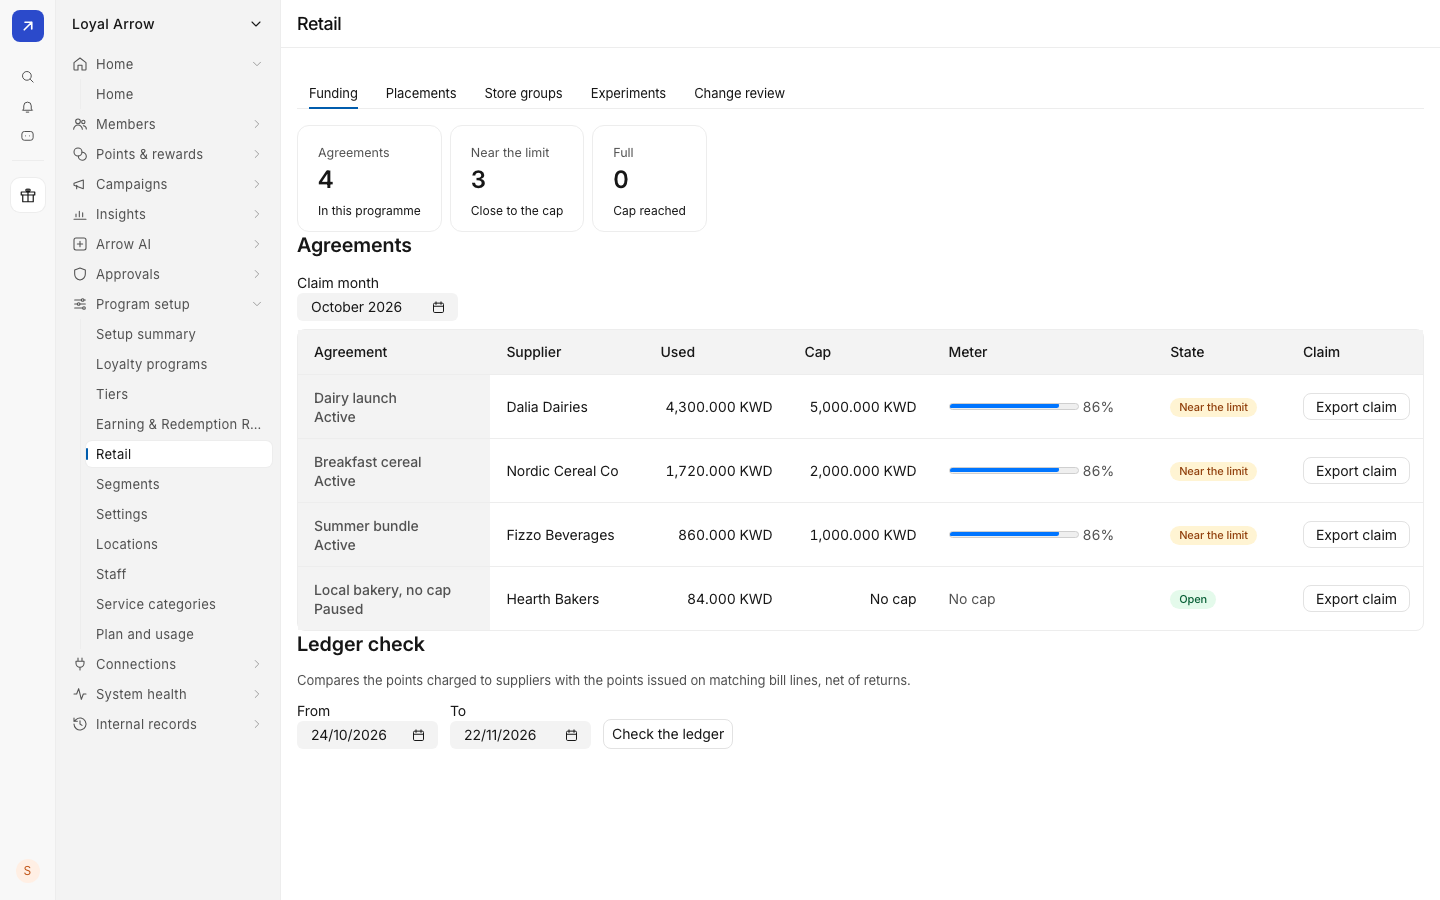 Loyal Arrow
Home
Home
Members
Points & rewards
Campaigns
Insights
Arrow AI
Approvals
Program setup
Setup summary
Loyalty programs
Tiers
Earning & Redemption R...
Retail
Segments
Settings
Locations
Staff
Service categories
Plan and usage
Connections
System health
Internal records
S
Retail
Funding Placements Store groups Experiments Change review
Agreements
4
In this programme
Near the limit
3
Close to the cap
Full
0
Cap reached
Agreements
Claim month
October 2026
Agreement Supplier Used Cap Meter State Claim
Dairy launch
Active
Dalia Dairies 4,300.000 KWD 5,000.000 KWD 86% Near the limit Export claim
Breakfast cereal
Active
Nordic Cereal Co 1,720.000 KWD 2,000.000 KWD 86% Near the limit Export claim
Summer bundle
Active
Fizzo Beverages 860.000 KWD 1,000.000 KWD 86% Near the limit Export claim
Local bakery, no cap
Paused
Hearth Bakers 84.000 KWD No cap No cap Open Export claim
Ledger check
Compares the points charged to suppliers with the points issued on matching bill lines, net of returns.
From To
24/10/2026 22/11/2026 Check the ledger